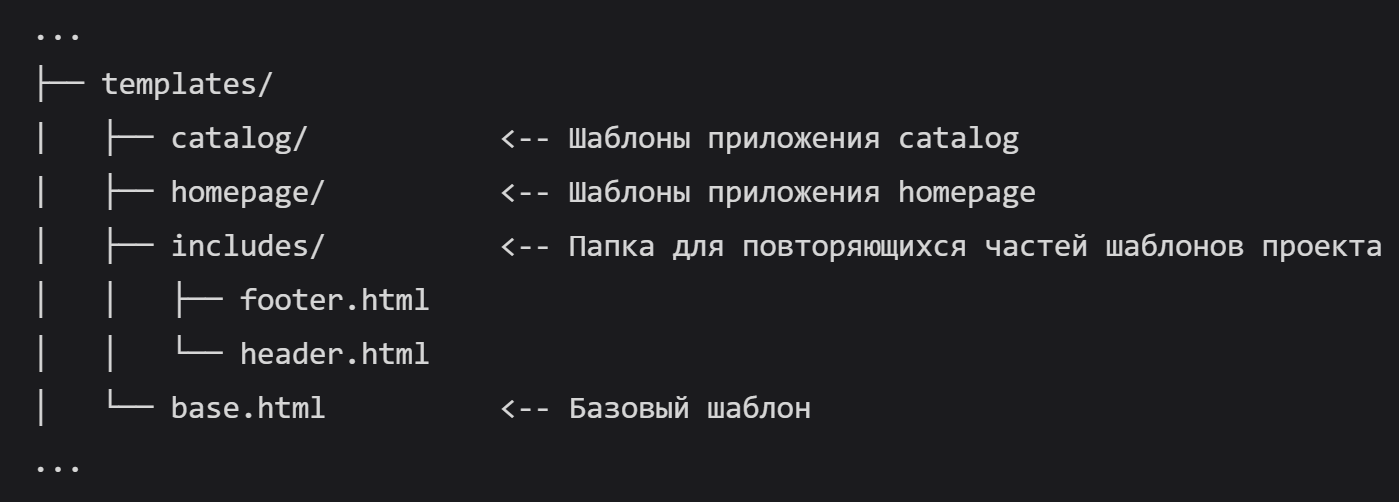 ...
├── templates/
│   ├── catalog/           <-- Шаблоны приложения catalog
│   ├── homepage/          <-- Шаблоны приложения homepage
│   ├── includes/          <-- Папка для повторяющихся частей шаблонов проекта
│   │   ├── footer.html
│   │   └── header.html
│   └── base.html          <-- Базовый шаблон
...